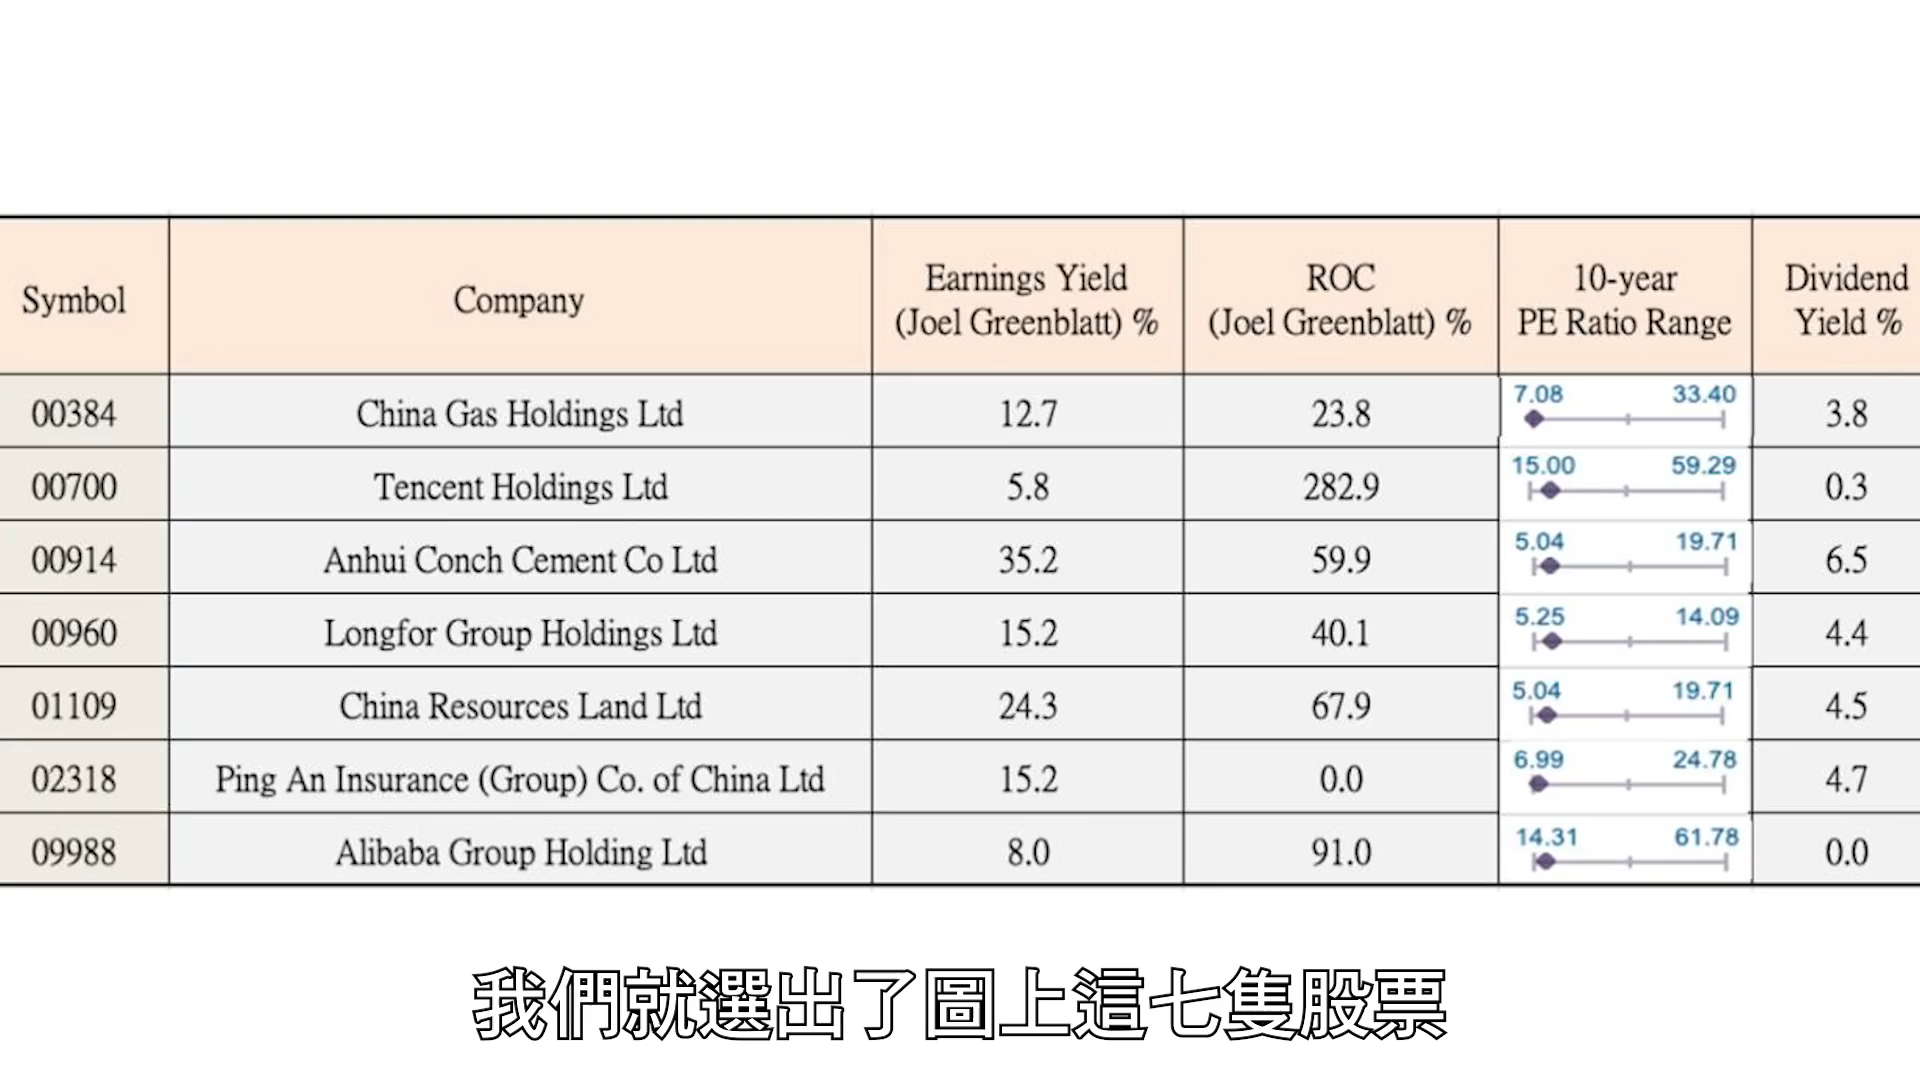 Symbol Company Earnings Yield (Joel Greenblatt) % ROC (Joel Greenblatt) % 10-year PE Ratio Range Dividend Yield %
00384 China Gas Holdings Ltd 12.7 23.8 7.08 33.40 3.8
00700 Tencent Holdings Ltd 5.8 282.9 15.00 59.29 0.3
00914 Anhui Conch Cement Co Ltd 35.2 59.9 5.04 19.71 6.5
00960 Longfor Group Holdings Ltd 15.2 40.1 5.25 14.09 4.4
01109 China Resources Land Ltd 24.3 67.9 5.04 19.71 4.5
02318 Ping An Insurance (Group) Co. of China Ltd 15.2 0.0 6.99 24.78 4.7
09988 Alibaba Group Holding Ltd 8.0 91.0 14.31 61.78 0.0
我們就選出了圖上這七隻股票